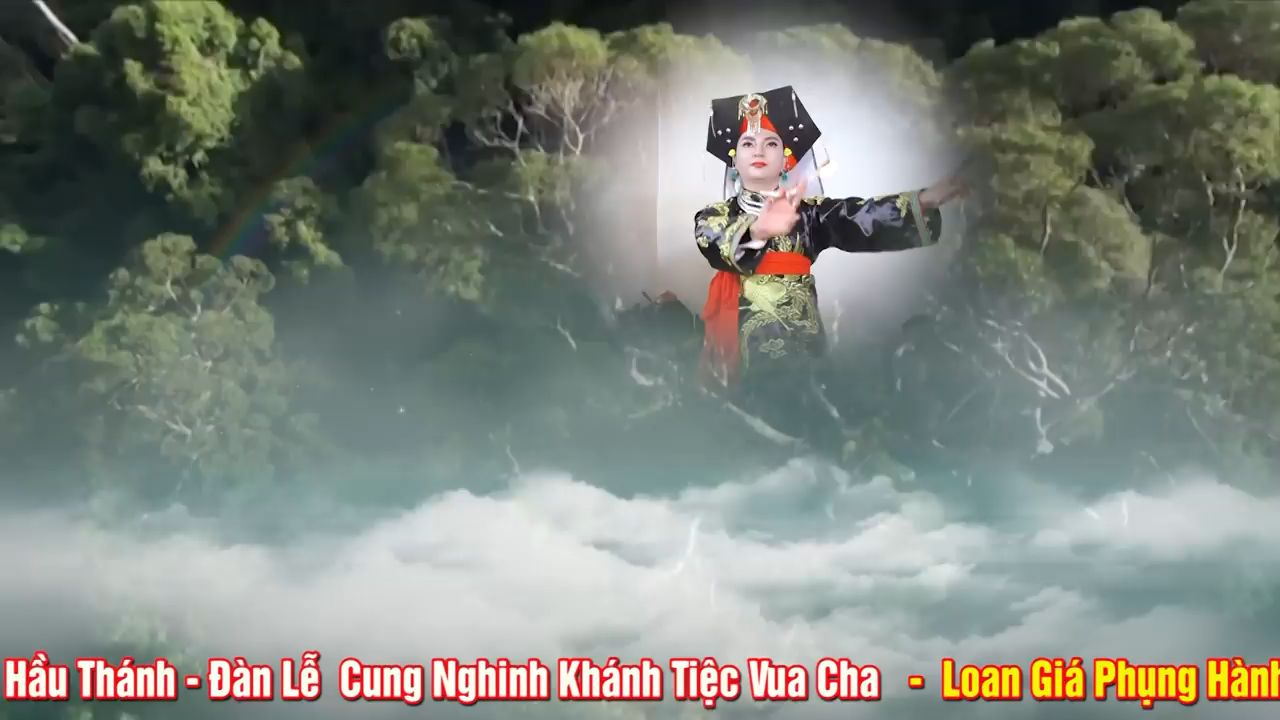 Hầu Thánh - Đàn Lễ Cung Nghinh Khánh Tiệc Vua Cha - Loan Giá Phụng Hành